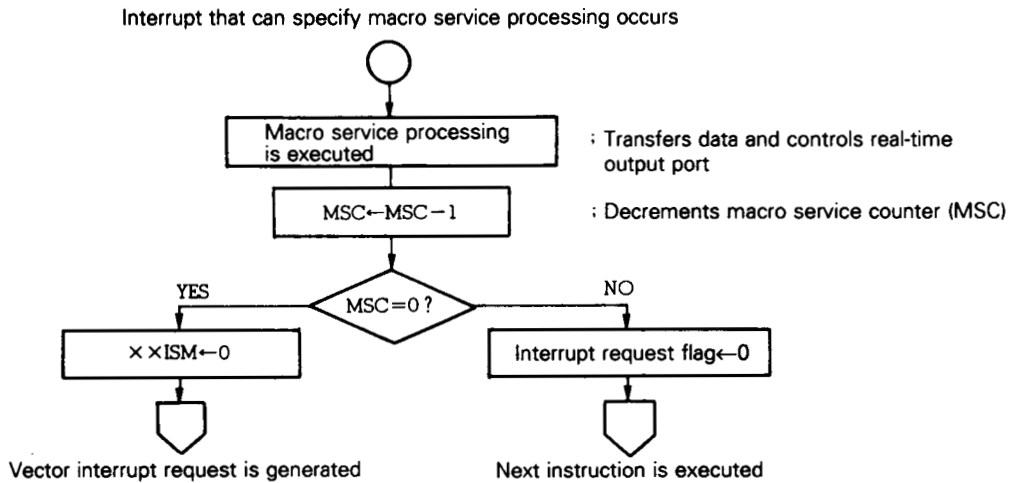 Interrupt that can specify macro service processing occurs
Macro service processing
is executed
; Transfers data and controls real-time
output port
MSC←MSC−1
; Decrements macro service counter (MSC)
YES
MSC=0?
NO
××ISM←0
Interrupt request flag←0
Vector interrupt request is generated
Next instruction is executed